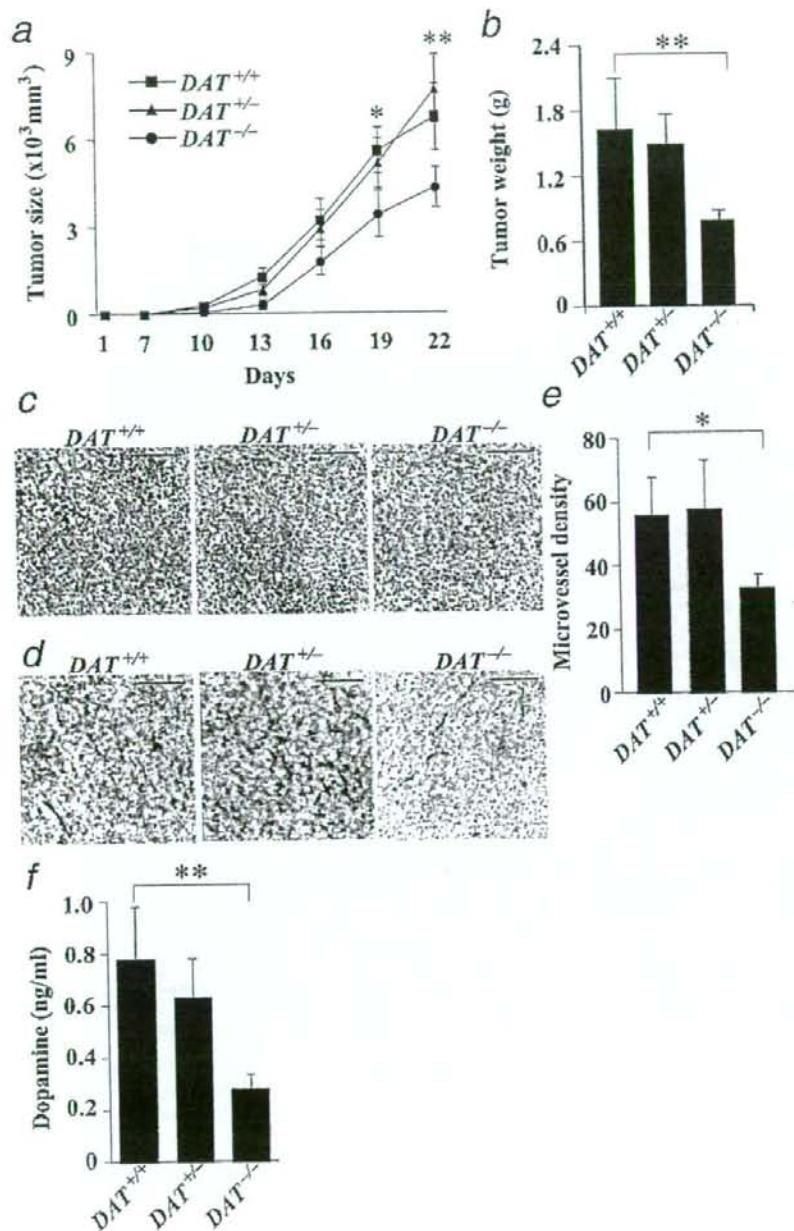 a
9
6
3
0
Tumor size (x10³mm³)
DAT+/+
DAT+/-
DAT-/-
*
**
1 7 10 13 16 19 22
Days
b
2.4
1.8
1.2
0.6
0
Tumor weight (g)
**
DAT+/+ DAT+/- DAT-/-
c
DAT+/+ DAT+/- DAT-/-
d
DAT+/+ DAT+/- DAT-/-
e
80
60
40
20
0
Microvessel density
*
DAT+/+ DAT+/- DAT-/-
f
1.0
0.8
0.6
0.4
0.2
0
Dopamine (ng/ml)
**
DAT+/+ DAT+/- DAT-/-